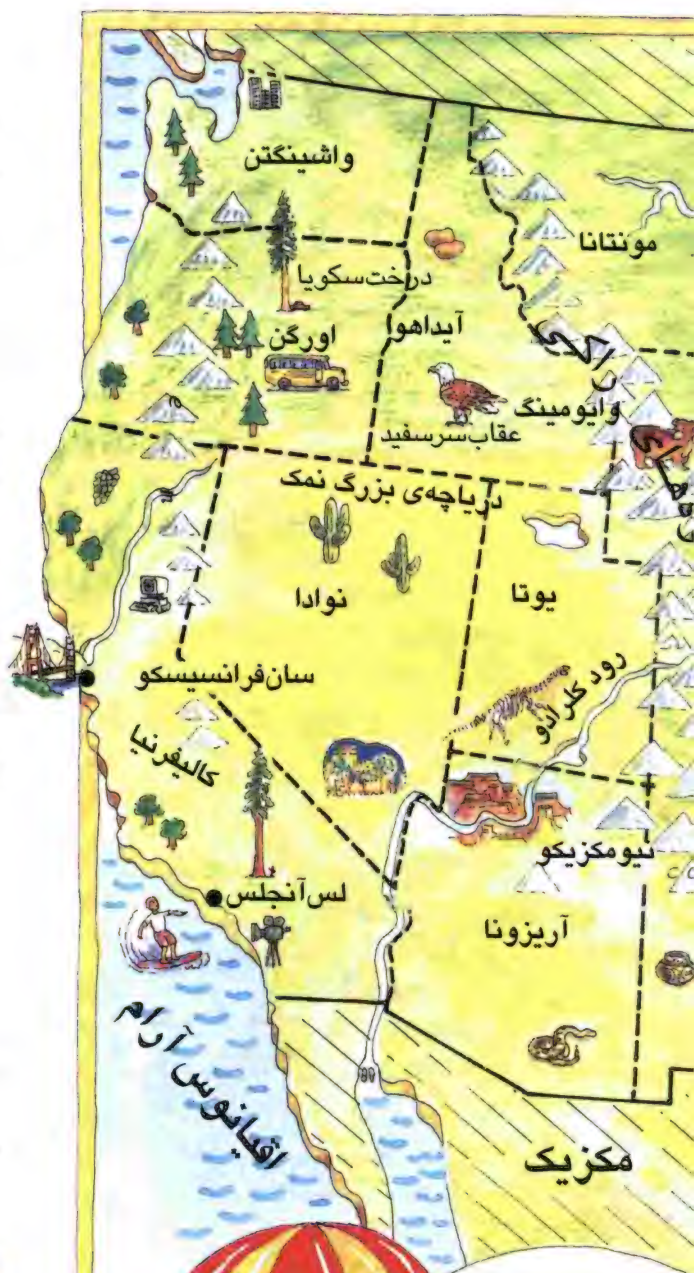 واشینگتن
مونتانا
درخت سکویا
آیداهو
اورگن
وایومینگ
عقاب سرسفید
دریاچه‌ی بزرگ نمک
نوادا
یوتا
سان فرانسیسکو
رود کلرادو
کالیفرنیا
نیومکزیکو
لس‌آنجلس
آریزونا
اقیانوس آرام
مکزیک